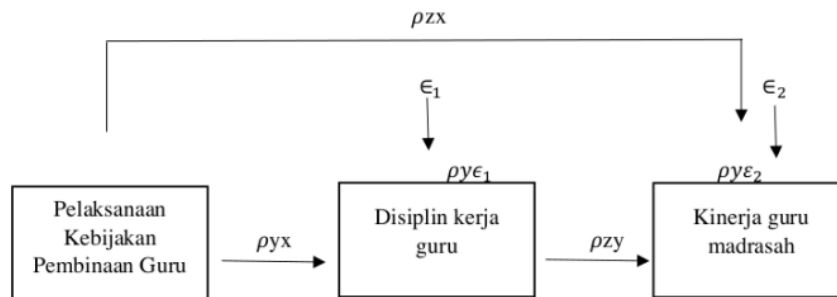 ρzx
∈₁
∈₂
ρyϵ₁
ρyε₂
Pelaksanaan
Kebijakan
Pembinaan Guru
ρyx
Disiplin kerja
guru
ρzy
Kinerja guru
madrasah